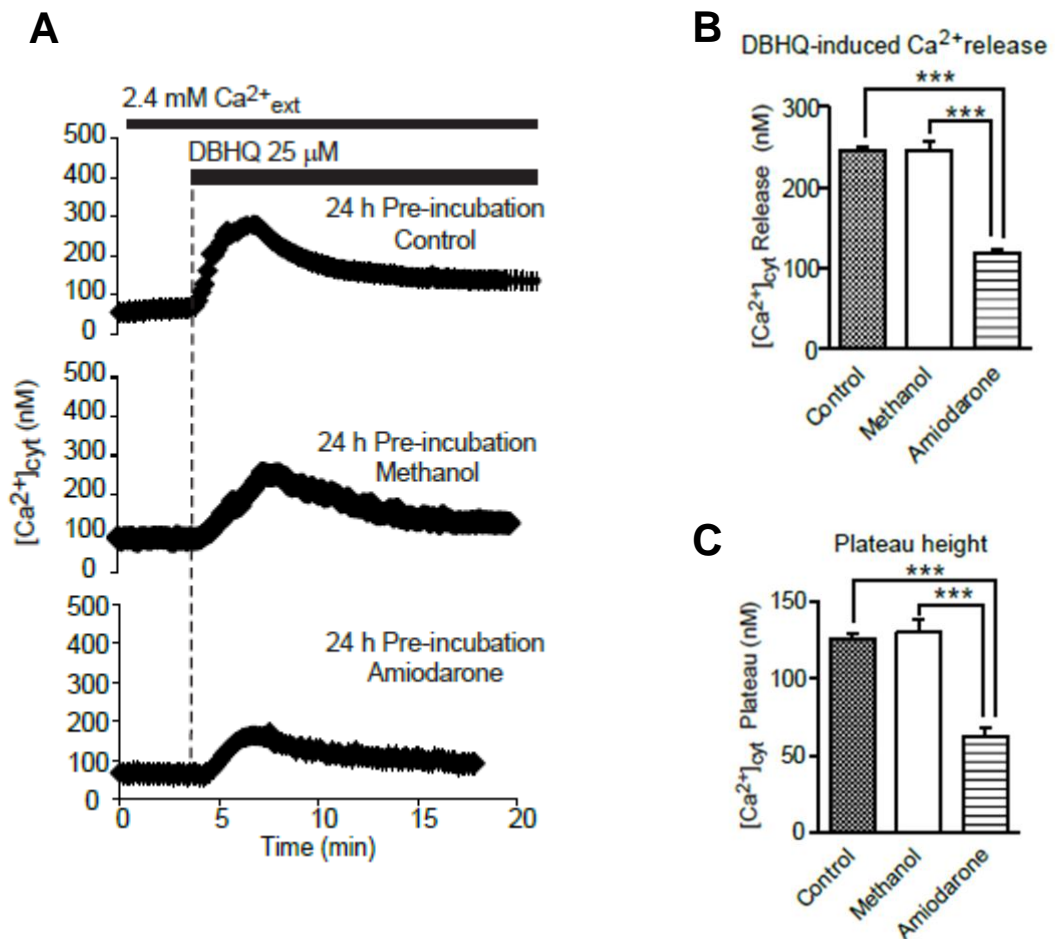 A
2.4 mM Ca2+ext
DBHQ 25 μM
500
400
300
200
100
0
24 h Pre-incubation
Control
[Ca2+]cyt (nM)
500
400
300
200
100
0
24 h Pre-incubation
Methanol
500
400
300
200
100
0
24 h Pre-incubation
Amiodarone
0 5 10 15 20
Time (min)
B
DBHQ-induced Ca2+release
***
***
[Ca2+]cyt Release (nM)
300
200
100
0
Control
Methanol
Amiodarone
C
Plateau height
***
***
[Ca2+]cyt Plateau (nM)
150
100
50
0
Control
Methanol
Amiodarone